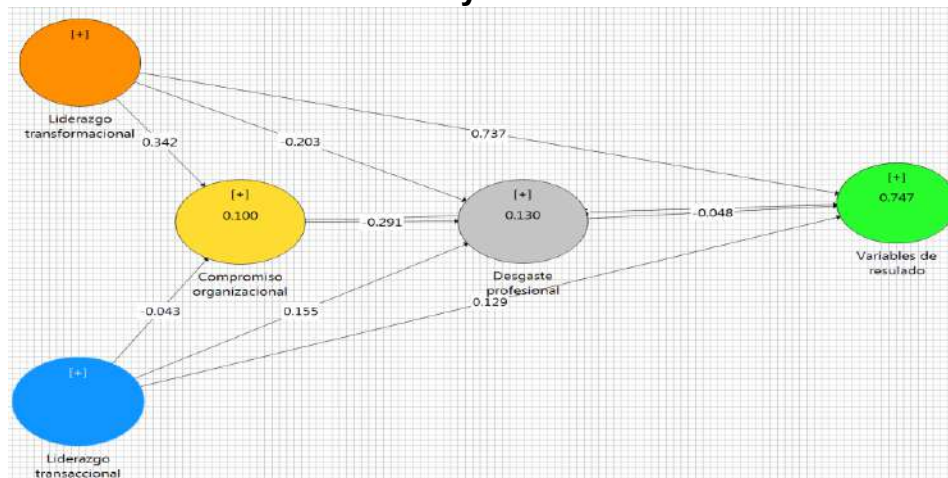 y
[+]
Liderazgo
transformacional
0.342
-0.203
0.737
[+]
0.100
Compromiso
organizacional
-0.291
[+]
0.130
Desgaste
profesional
-0.048
[+]
0.747
Variables de
resulado
-0.043
0.155
0.129
[+]
Liderazgo
transaccional